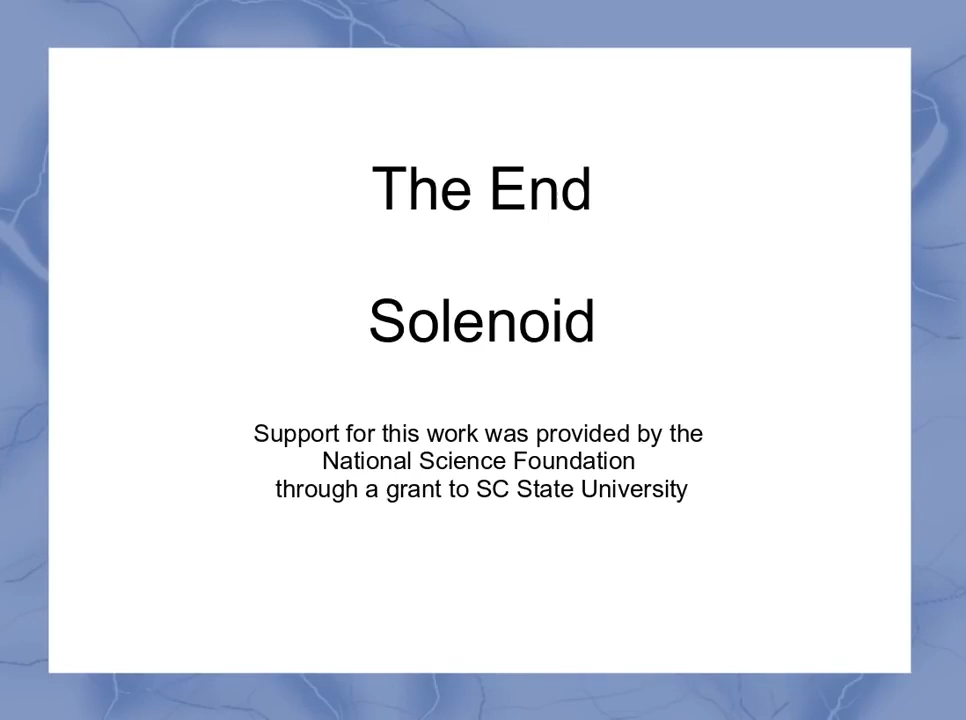 The End
Solenoid
Support for this work was provided by the
National Science Foundation
through a grant to SC State University